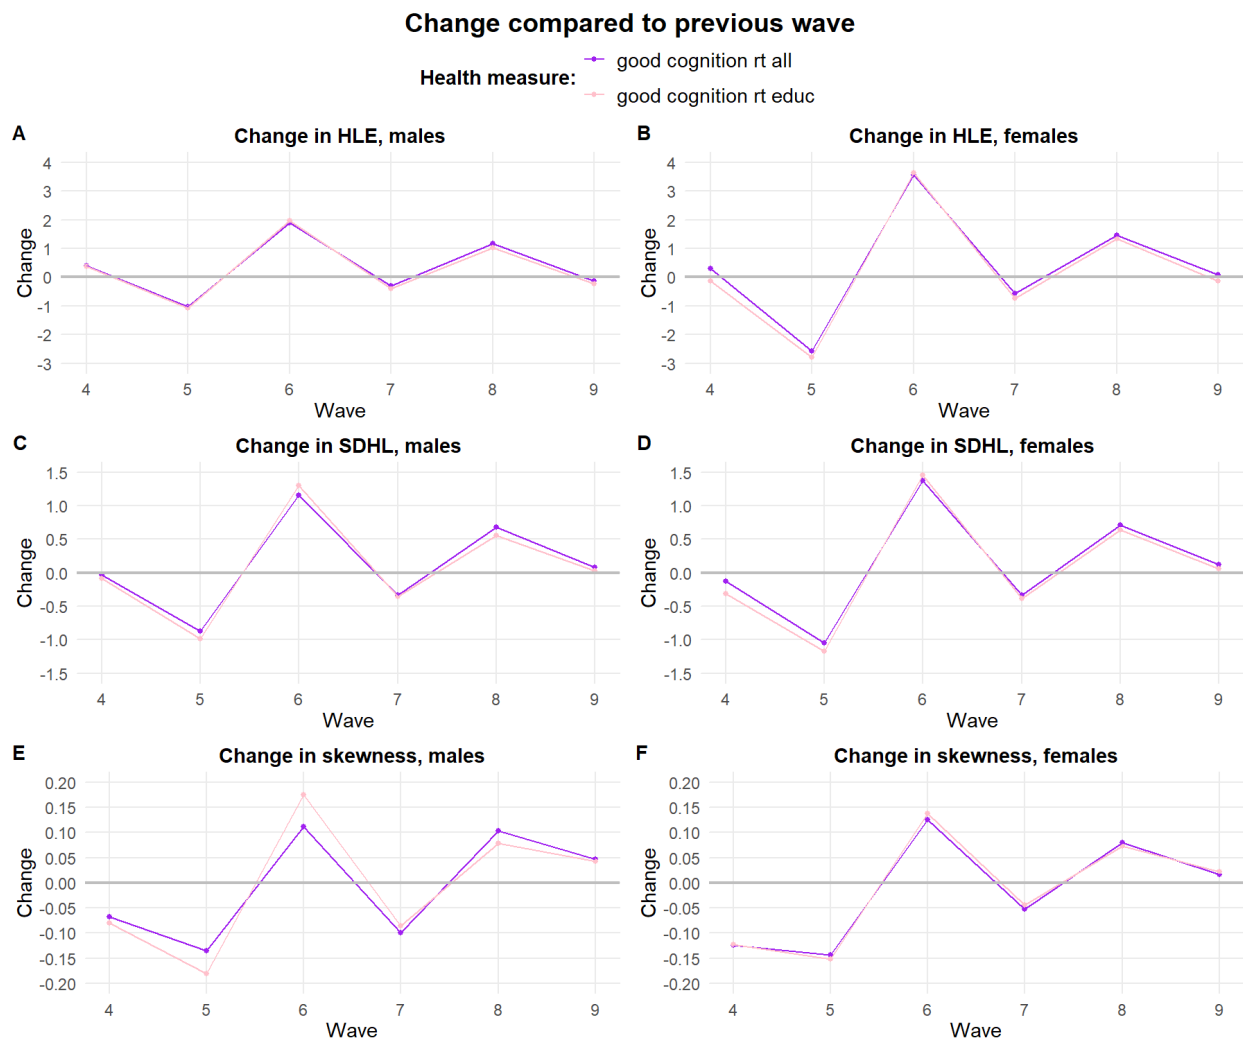 Change compared to previous wave
Health measure:
good cognition rt all
good cognition rt educ
A
Change in HLE, males
4
3
2
1
0
-1
-2
-3
Change
4 5 6 7 8 9
Wave
B
Change in HLE, females
4
3
2
1
0
-1
-2
-3
Change
4 5 6 7 8 9
Wave
C
Change in SDHL, males
1.5
1.0
0.5
0.0
-0.5
-1.0
-1.5
Change
4 5 6 7 8 9
Wave
D
Change in SDHL, females
1.5
1.0
0.5
0.0
-0.5
-1.0
-1.5
Change
4 5 6 7 8 9
Wave
E
Change in skewness, males
0.20
0.15
0.10
0.05
0.00
-0.05
-0.10
-0.15
-0.20
Change
4 5 6 7 8 9
Wave
F
Change in skewness, females
0.20
0.15
0.10
0.05
0.00
-0.05
-0.10
-0.15
-0.20
Change
4 5 6 7 8 9
Wave